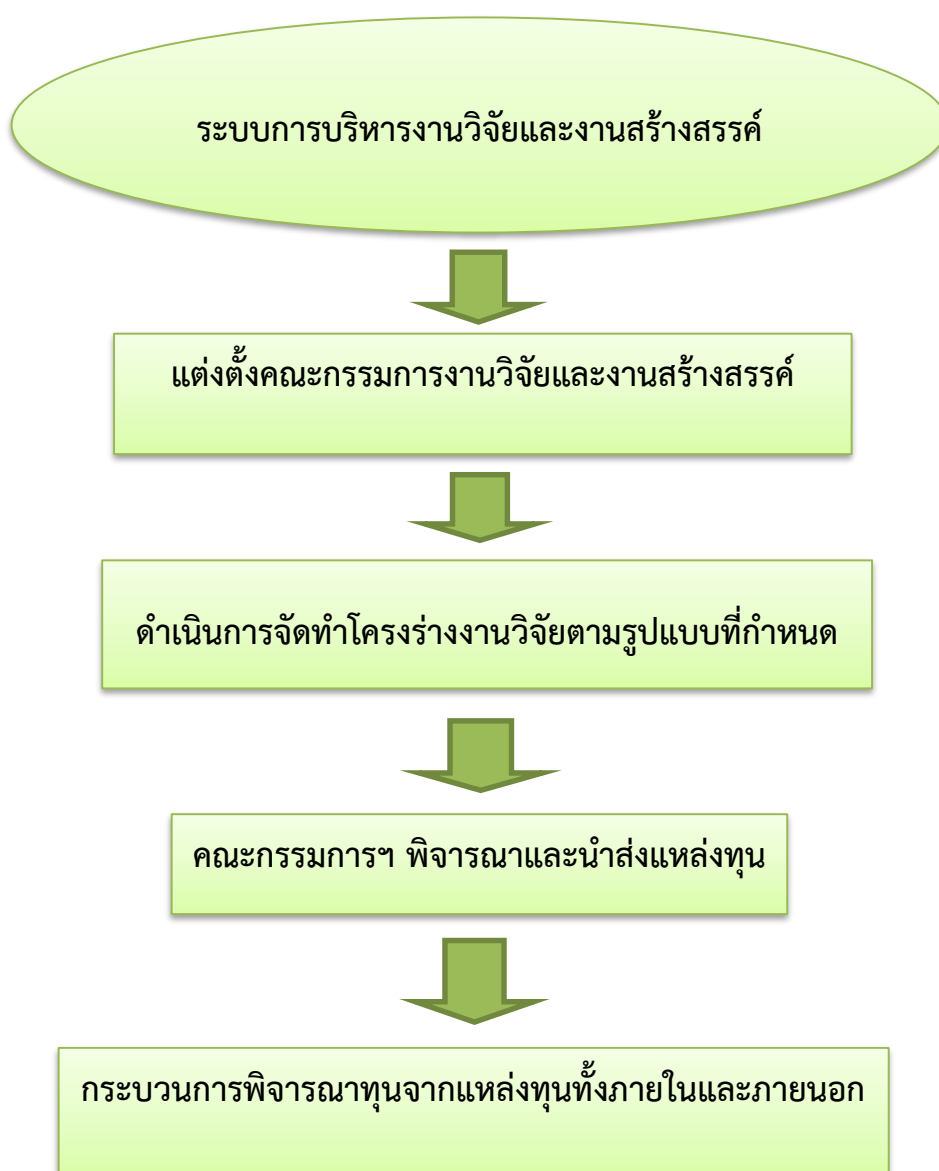 ระบบการบริหารงานวิจัยและงานสร้างสรรค์
แต่งตั้งคณะกรรมการงานวิจัยและงานสร้างสรรค์
ดำเนินการจัดทำโครงร่างงานวิจัยตามรูปแบบที่กำหนด
คณะกรรมการฯ พิจารณาและนำส่งแหล่งทุน
กระบวนการพิจารณาทุนจากแหล่งทุนทั้งภายในและภายนอก